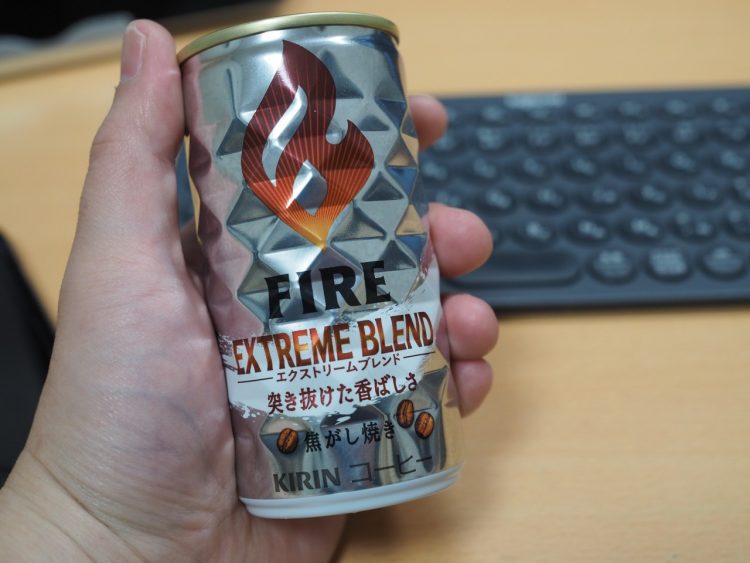 FIRE
EXTREME BLEND
エクストリームブレンド
突き抜けた香ばしさ
焦がし焼き
KIRIN コーヒー